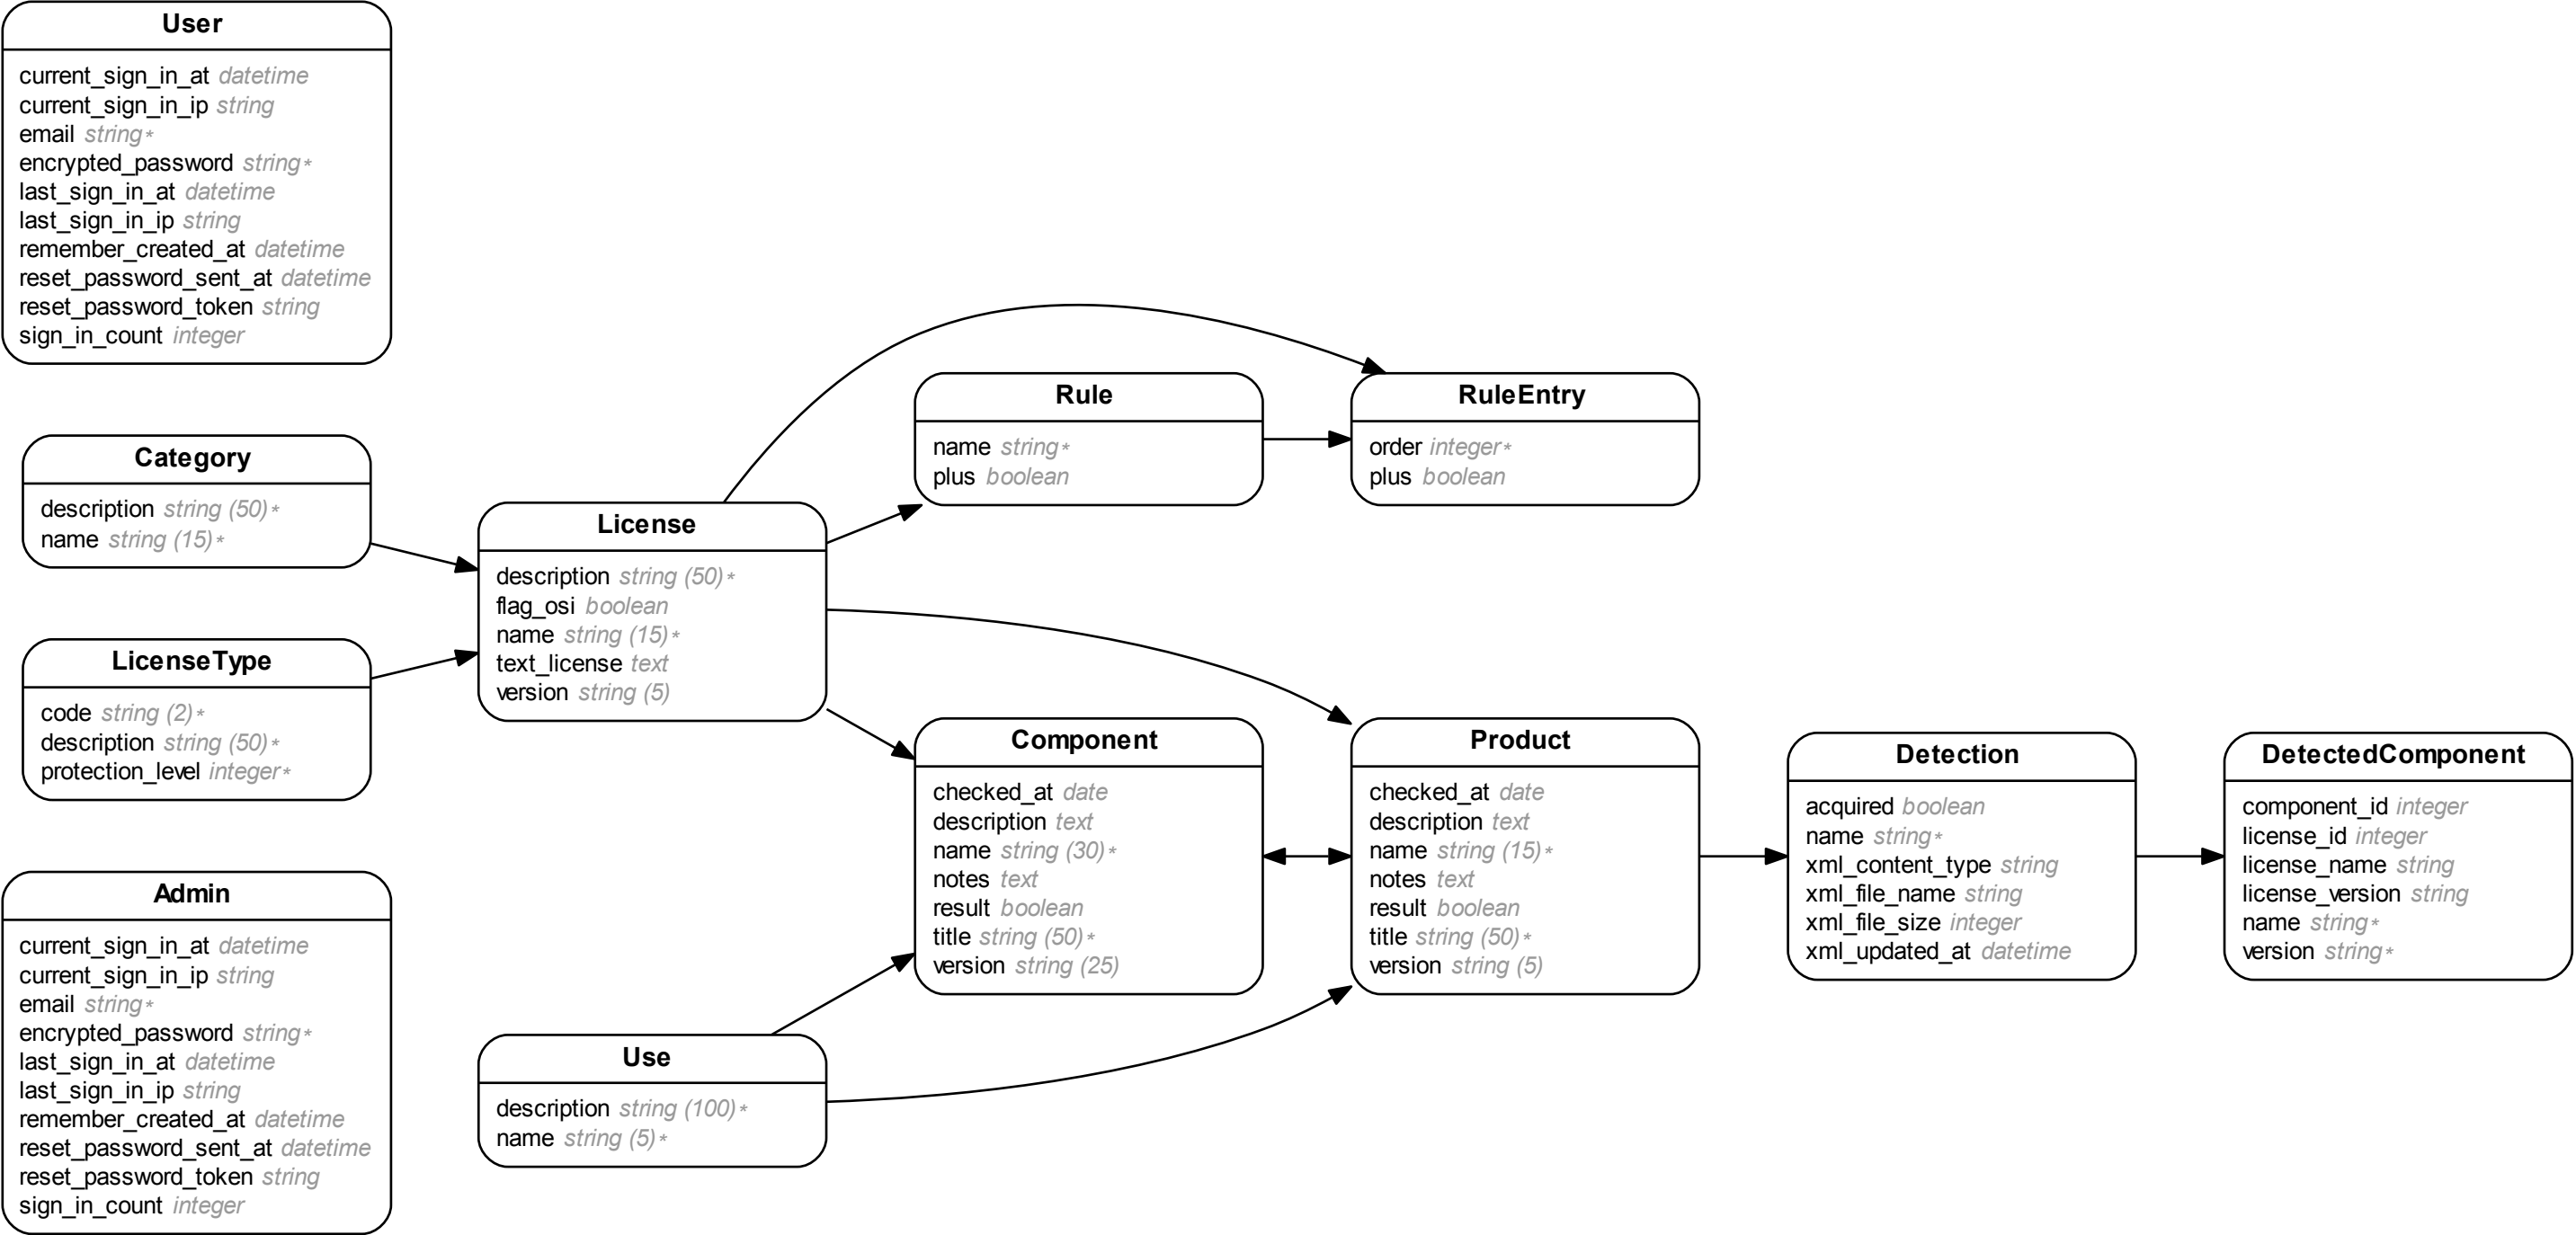 User
current_sign_in_at datetime
current_sign_in_ip string
email string*
encrypted_password string*
last_sign_in_at datetime
last_sign_in_ip string
remember_created_at datetime
reset_password_sent_at datetime
reset_password_token string
sign_in_count integer
Category
description string (50)*
name string (15)*
LicenseType
code string (2)*
description string (50)*
protection_level integer*
Admin
current_sign_in_at datetime
current_sign_in_ip string
email string*
encrypted_password string*
last_sign_in_at datetime
last_sign_in_ip string
remember_created_at datetime
reset_password_sent_at datetime
reset_password_token string
sign_in_count integer
License
description string (50)*
flag_osi boolean
name string (15)*
text_license text
version string (5)
Use
description string (100)*
name string (5)*
Rule
name string*
plus boolean
RuleEntry
order integer*
plus boolean
Component
checked_at date
description text
name string (30)*
notes text
result boolean
title string (50)*
version string (25)
Product
checked_at date
description text
name string (15)*
notes text
result boolean
title string (50)*
version string (5)
Detection
acquired boolean
name string*
xml_content_type string
xml_file_name string
xml_file_size integer
xml_updated_at datetime
DetectedComponent
component_id integer
license_id integer
license_name string
license_version string
name string*
version string*